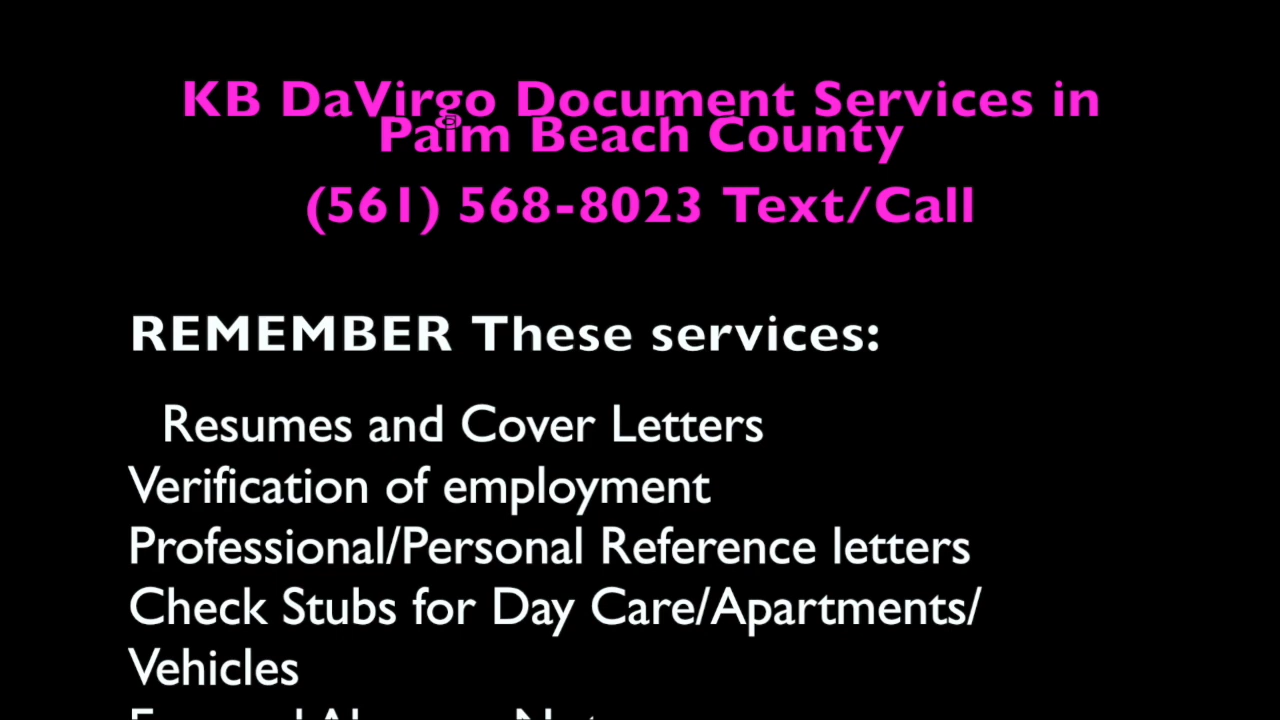 KB DaVirgo Document Services in
Palm Beach County
(561) 568-8023 Text/Call
REMEMBER These services:
Resumes and Cover Letters
Verification of employment
Professional/Personal Reference letters
Check Stubs for Day Care/Apartments/
Vehicles